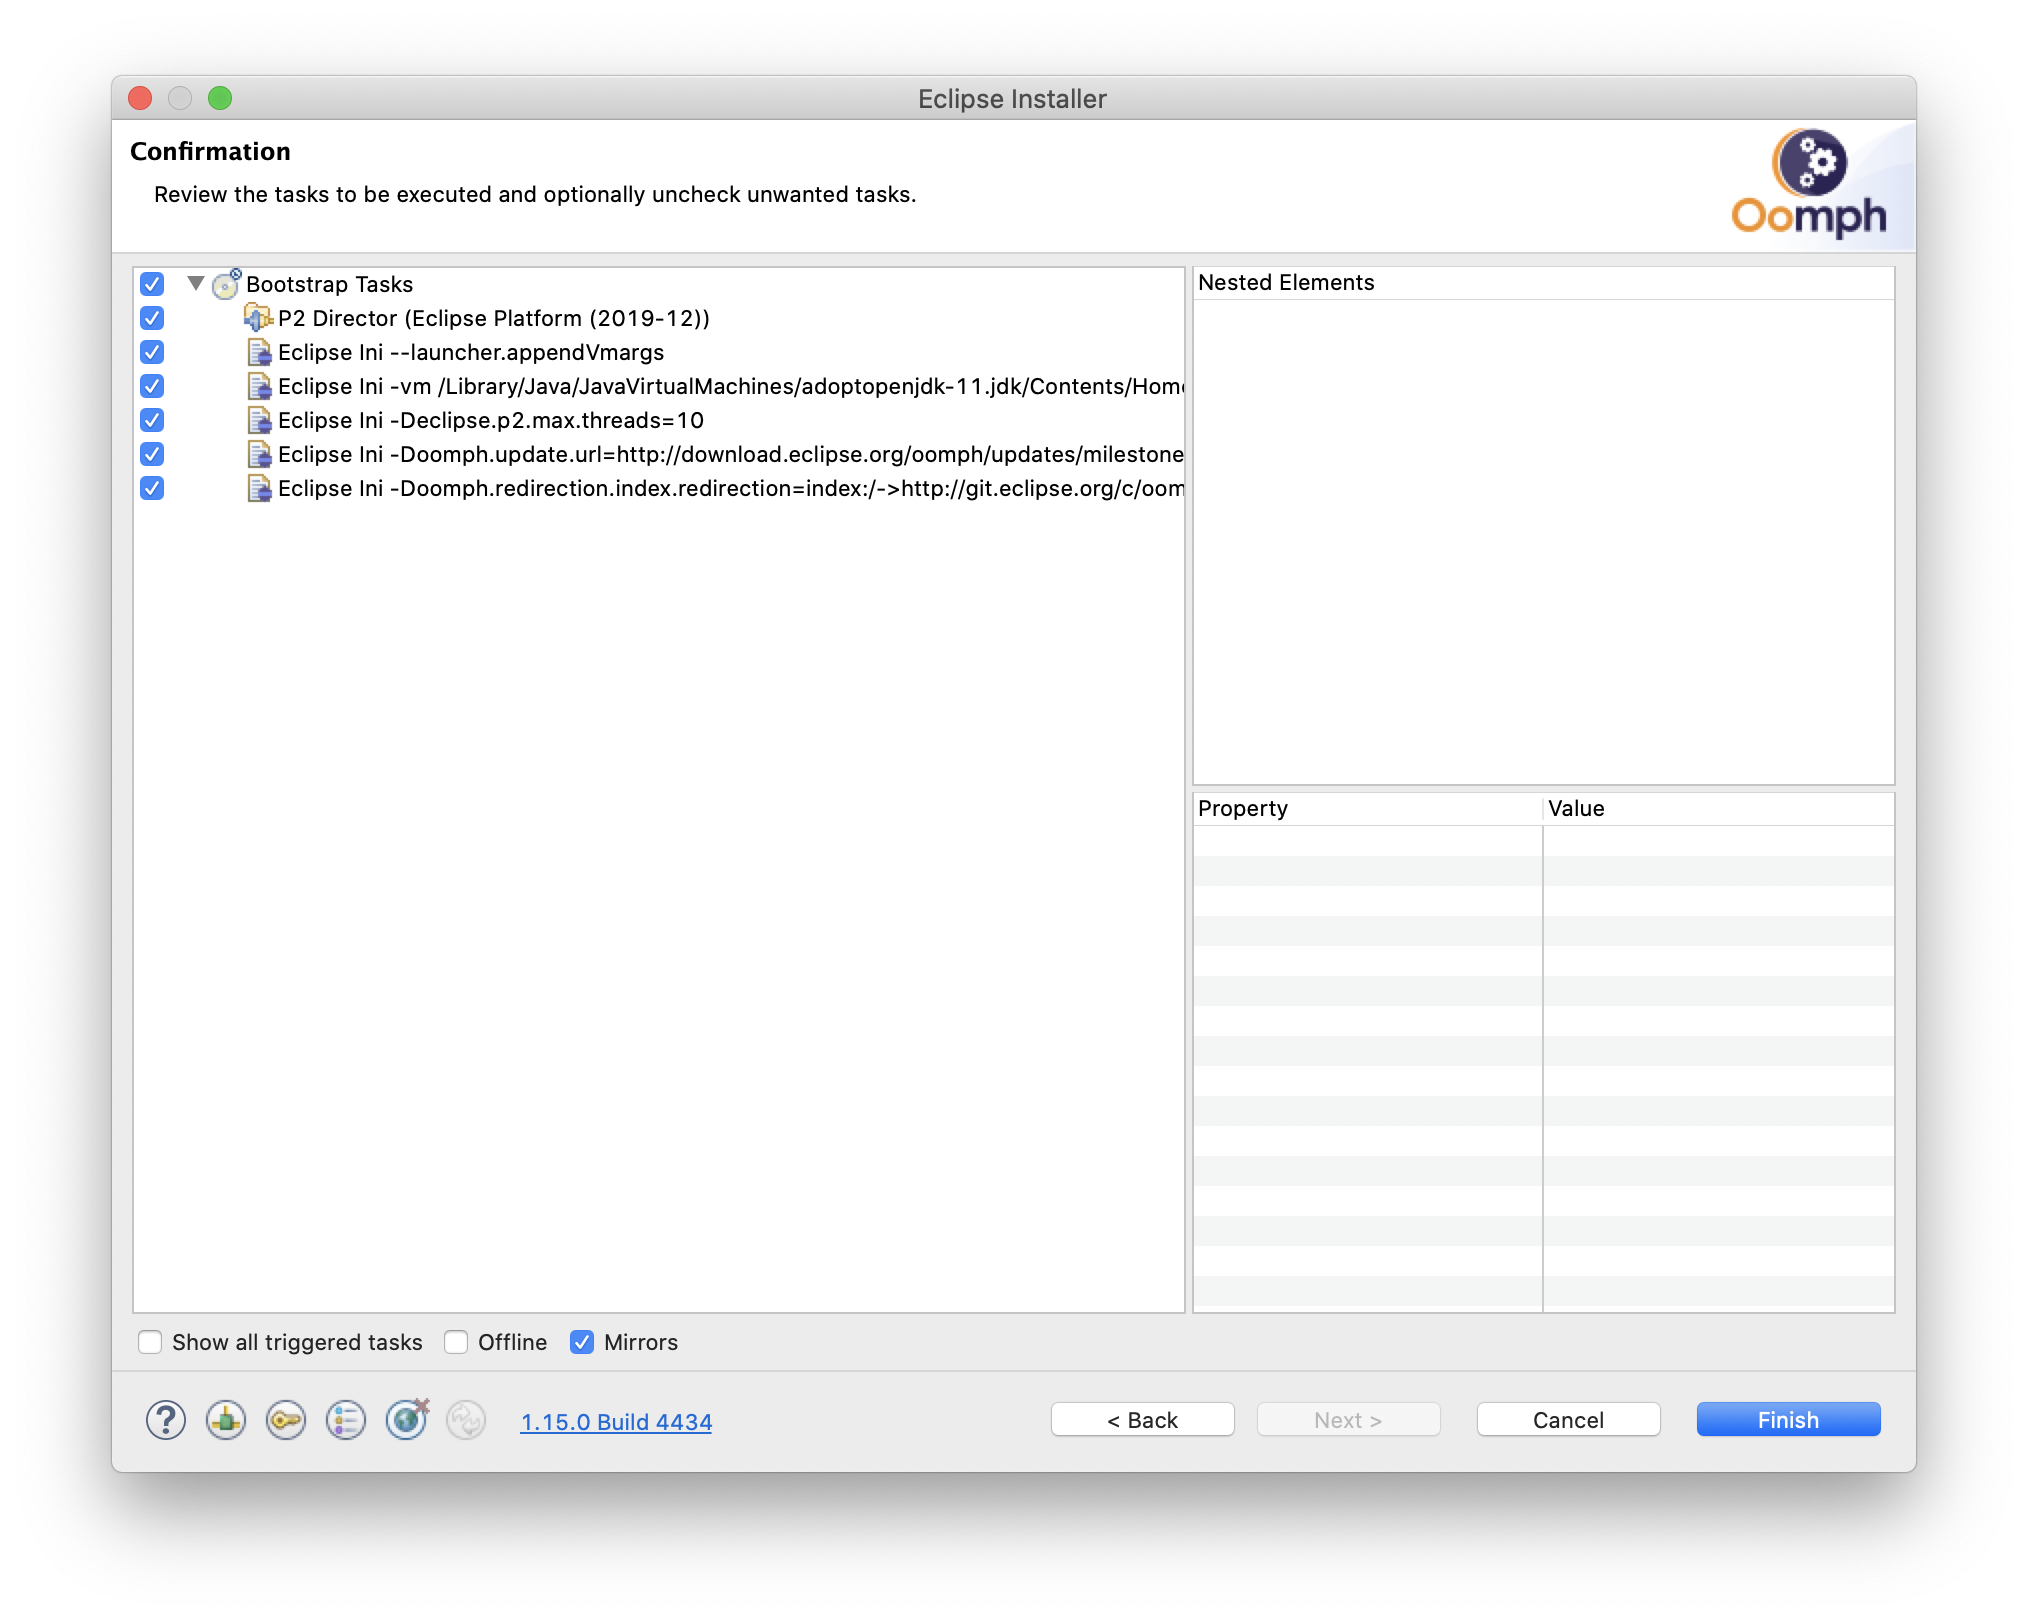 Eclipse Installer
Confirmation
Review the tasks to be executed and optionally uncheck unwanted tasks.
Oomph
Bootstrap Tasks
P2 Director (Eclipse Platform (2019-12))
Eclipse Ini --launcher.appendVmargs
Eclipse Ini -vm /Library/Java/JavaVirtualMachines/adoptopenjdk-11.jdk/Contents/Home
Eclipse Ini -Declipse.p2.max.threads=10
Eclipse Ini -Doomph.update.url=http://download.eclipse.org/oomph/updates/milestone
Eclipse Ini -Doomph.redirection.index.redirection=index:/->http://git.eclipse.org/c/oom
Nested Elements
Property Value
Show all triggered tasks Offline Mirrors
? 1.15.0 Build 4434 < Back Next > Cancel Finish